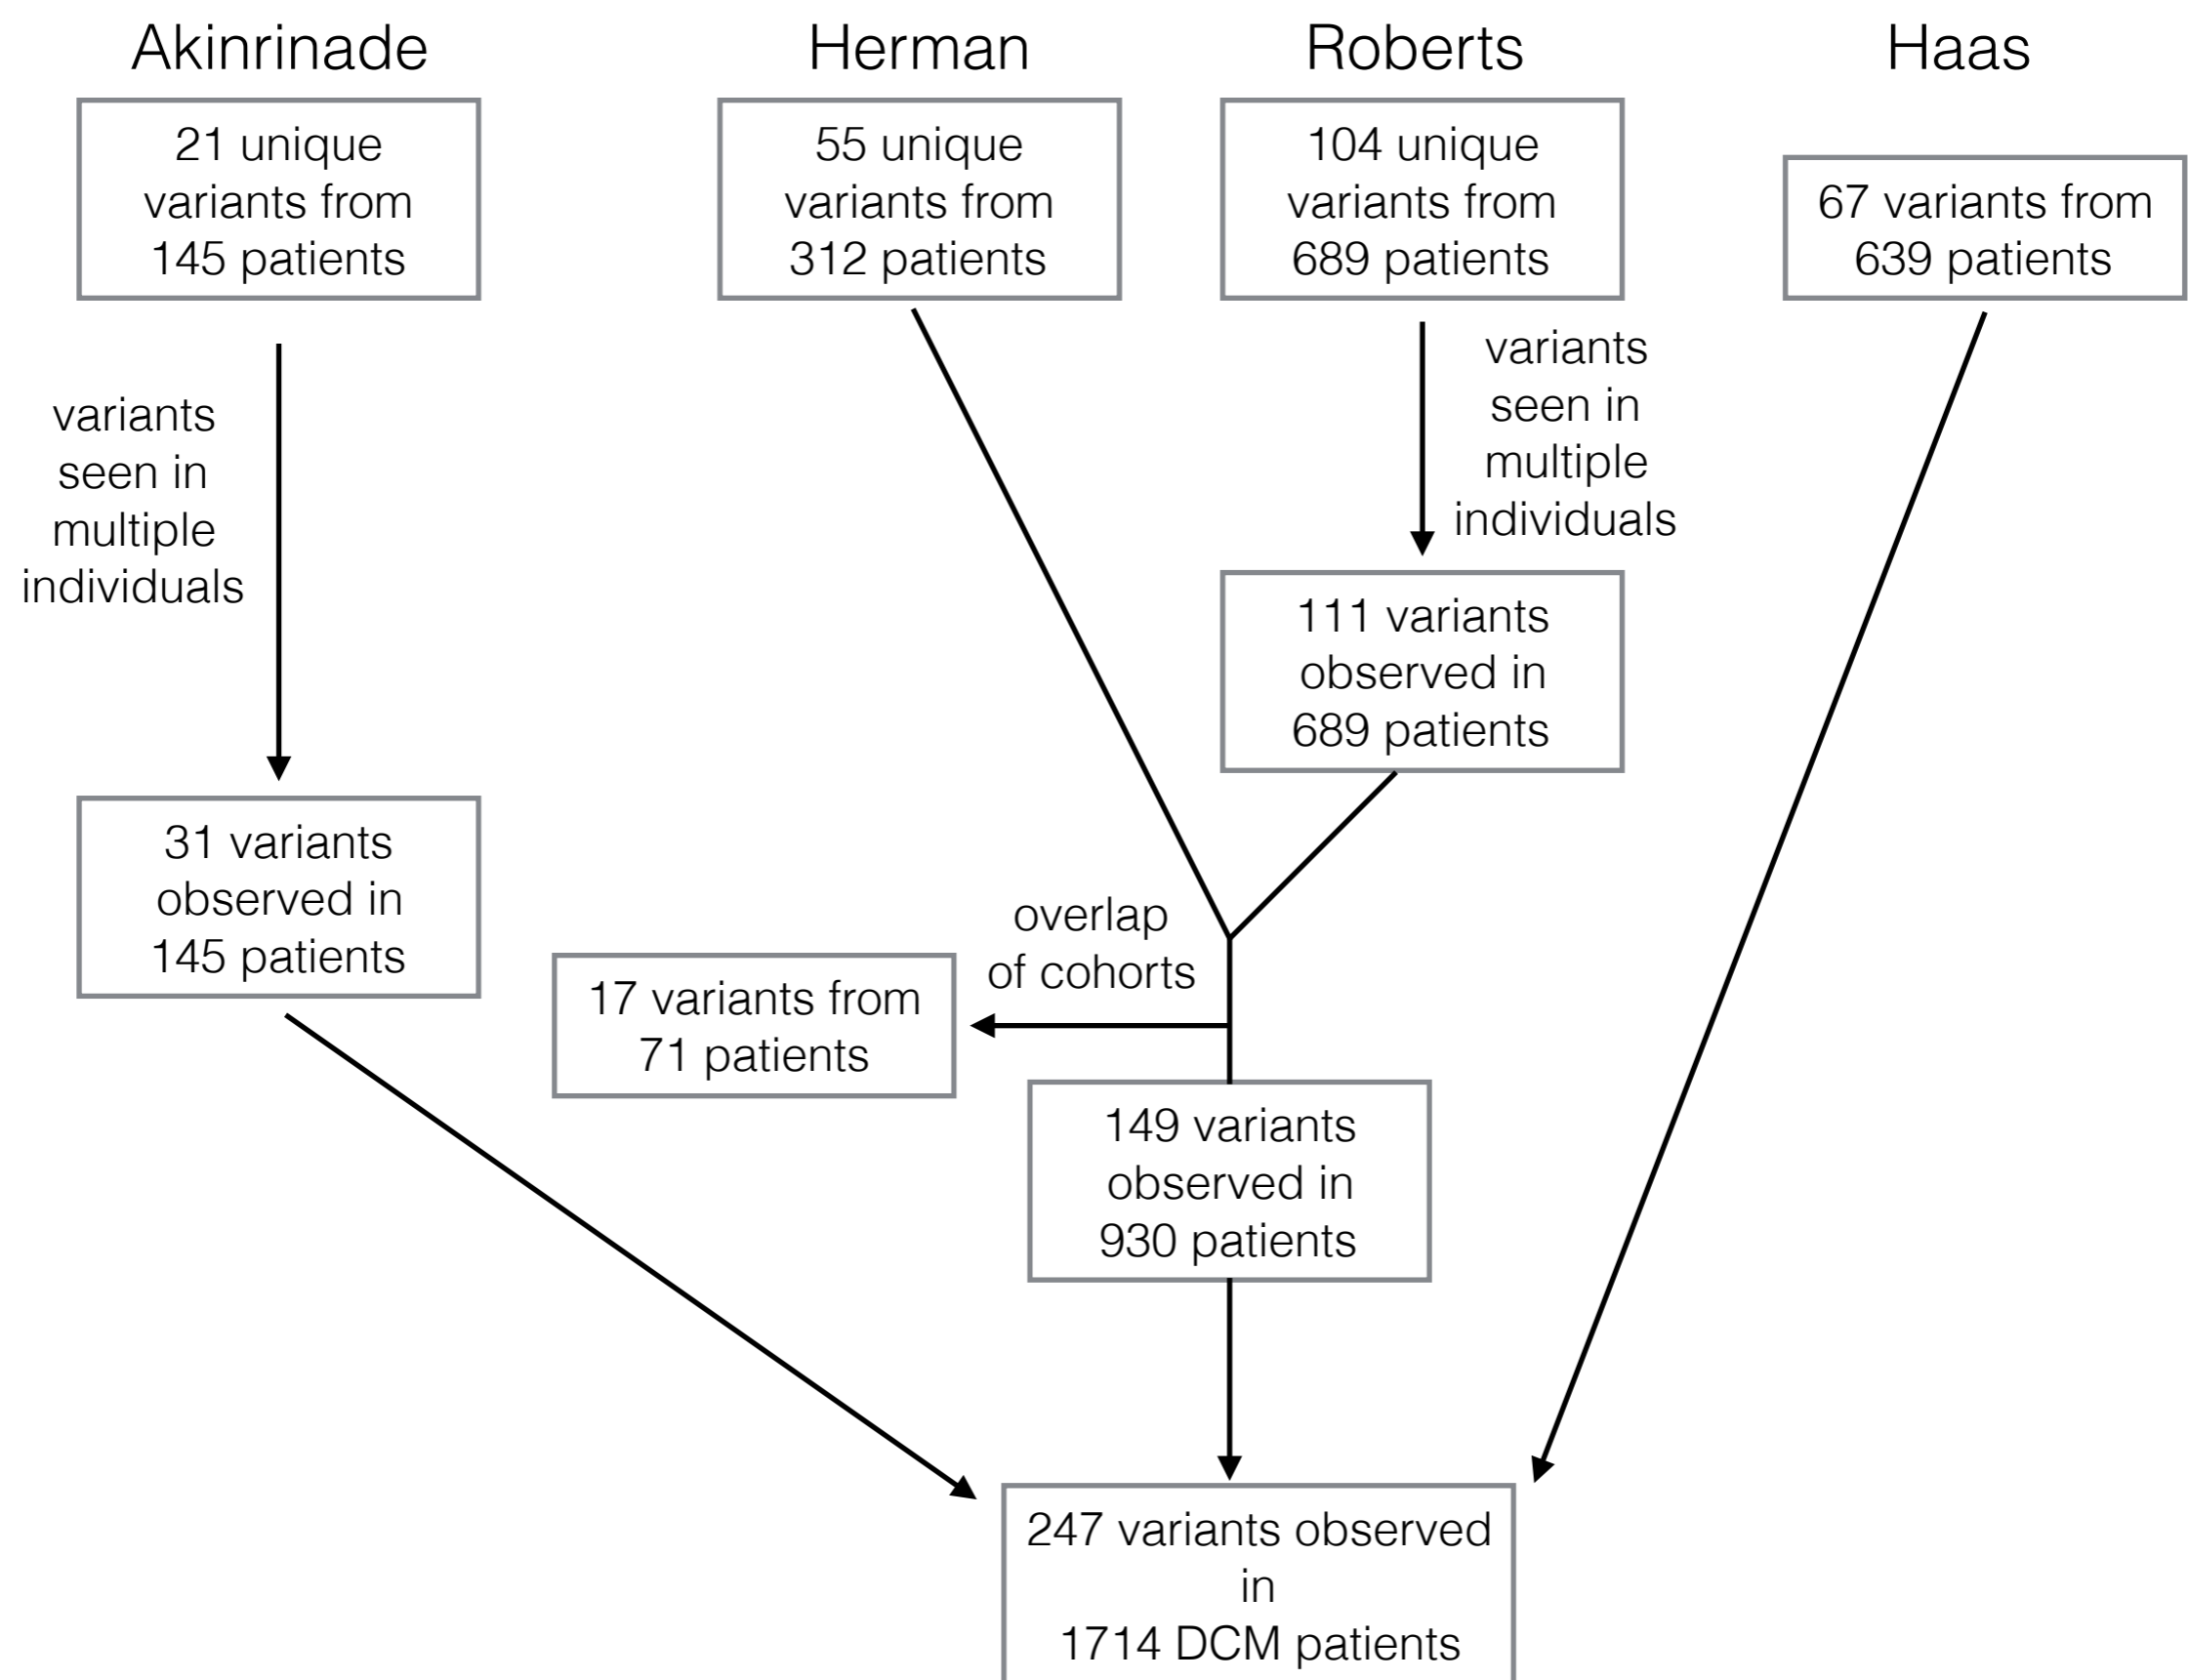 Akinrinade
Herman
Roberts
Haas
21 unique
variants from
145 patients
55 unique
variants from
312 patients
104 unique
variants from
689 patients
67 variants from
639 patients
variants
seen in
multiple
individuals
variants
seen in
multiple
individuals
111 variants
observed in
689 patients
31 variants
observed in
145 patients
overlap
of cohorts
17 variants from
71 patients
149 variants
observed in
930 patients
247 variants observed
in
1714 DCM patients